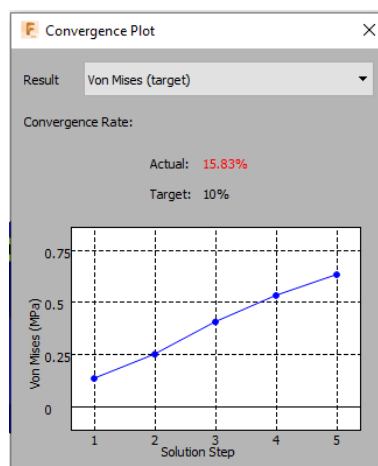 Convergence Plot
Result Von Mises (target)
Convergence Rate:
Actual: 15.83%
Target: 10%
0.75
0.5
0.25
0
Von Mises (MPa)
1 2 3 4 5
Solution Step